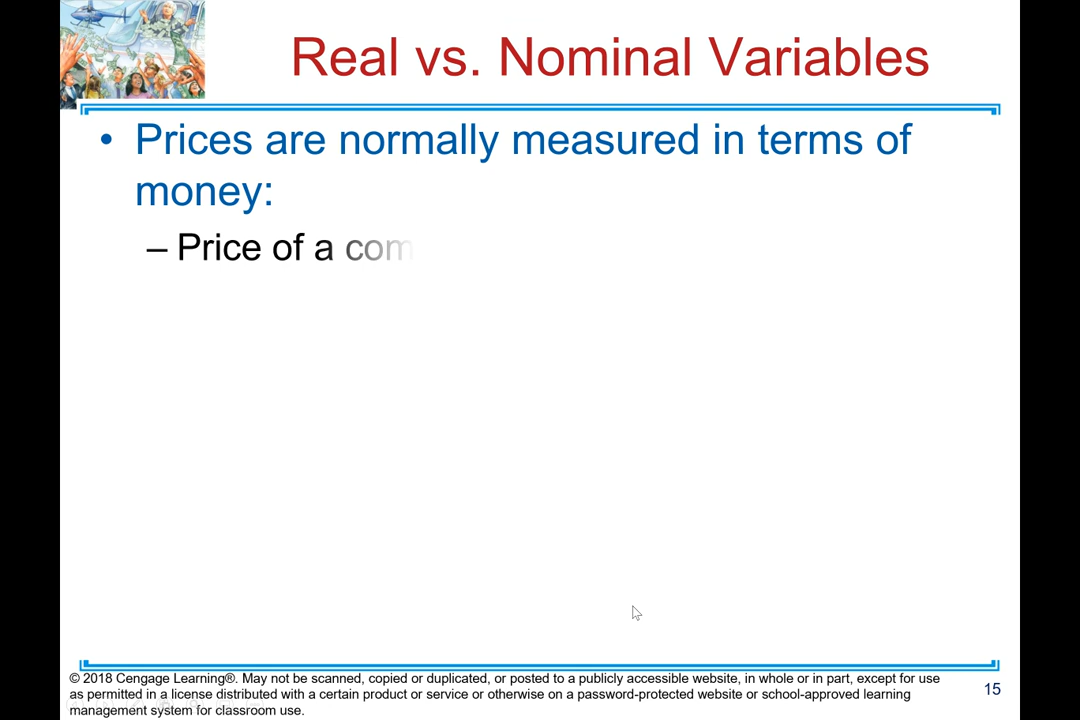 Real vs. Nominal Variables
• Prices are normally measured in terms of
money:
– Price of a com
© 2018 Cengage Learning®. May not be scanned, copied or duplicated, or posted to a publicly accessible website, in whole or in part, except for use
as permitted in a license distributed with a certain product or service or otherwise on a password-protected website or school-approved learning
management system for classroom use.
15